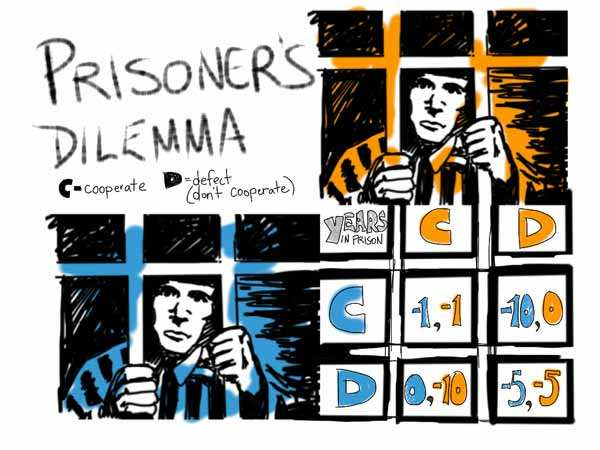 PRISONER'S
DILEMMA
C = cooperate D = defect
(don't cooperate)
YEARS
IN PRISON
C D
C -1,-1 -10,0
D 0,-10 -5,-5